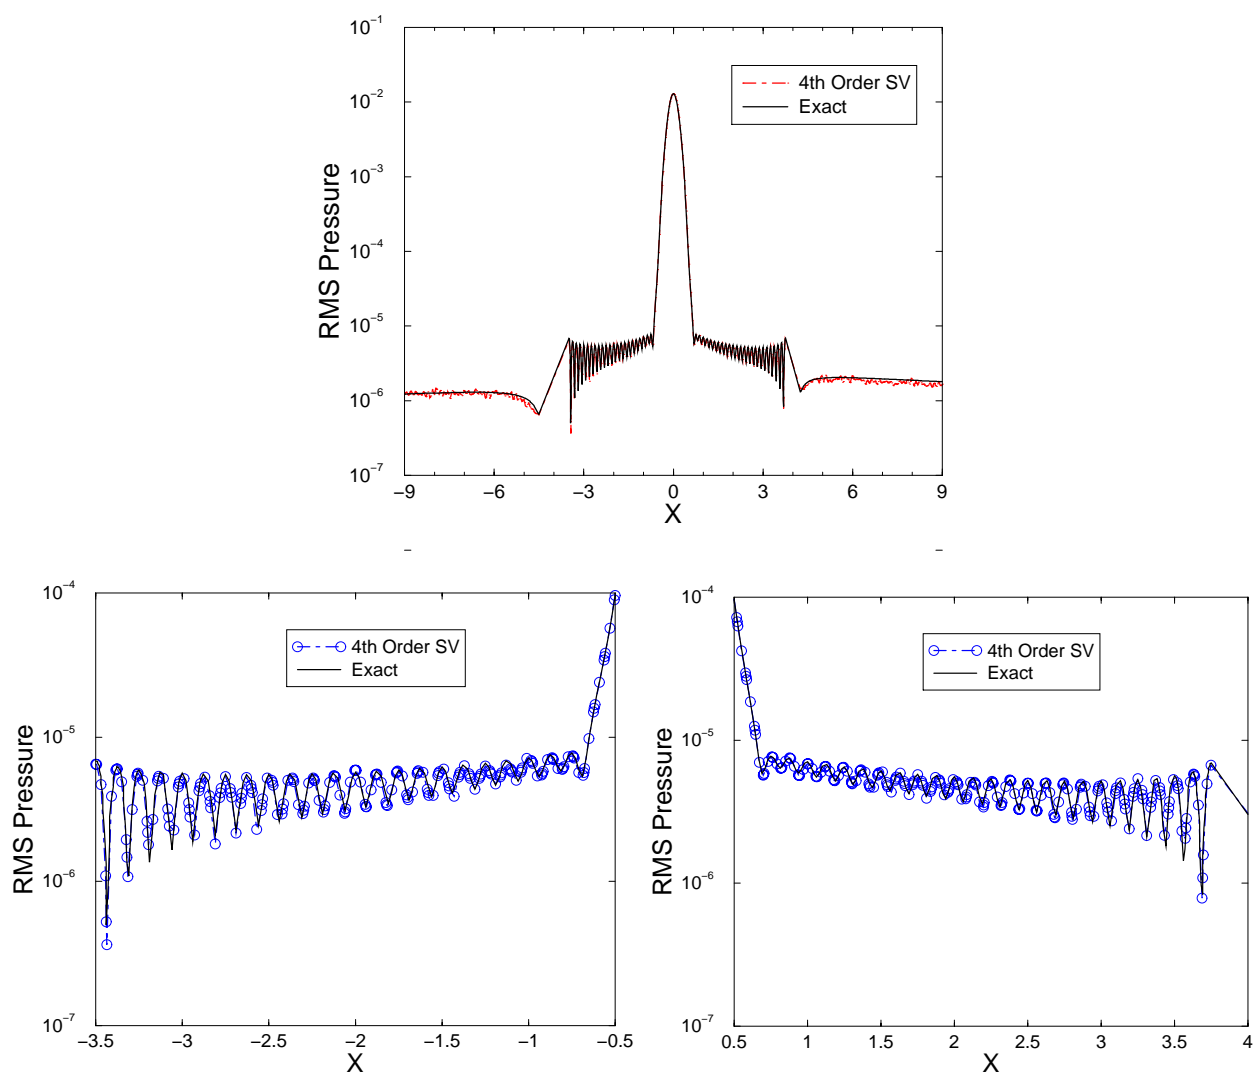 10^-1
10^-2
10^-3
10^-4
10^-5
10^-6
10^-7
RMS Pressure
4th Order SV
Exact
−9 −6 −3 0 3 6 9
X
10^-4
10^-5
10^-6
10^-7
RMS Pressure
4th Order SV
Exact
−3.5 −3 −2.5 −2 −1.5 −1 −0.5
X
10^-4
10^-5
10^-6
10^-7
RMS Pressure
4th Order SV
Exact
0.5 1 1.5 2 2.5 3 3.5 4
X